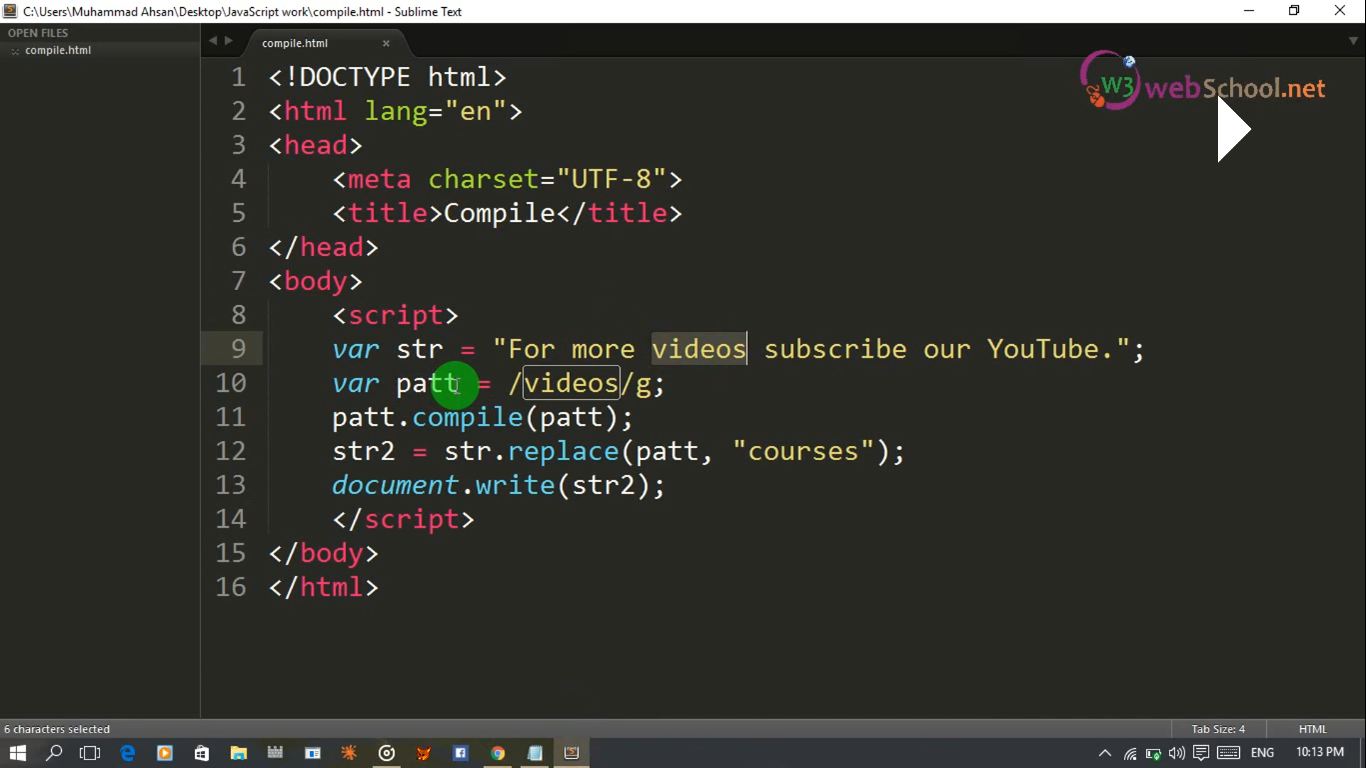 C:\Users\Muhammad Ahsan\Desktop\JavaScript work\compile.html - Sublime Text
OPEN FILES
compile.html
compile.html
W3 webSchool.net
1 <!DOCTYPE html>
2 <html lang="en">
3 <head>
4 <meta charset="UTF-8">
5 <title>Compile</title>
6 </head>
7 <body>
8 <script>
9 var str = "For more videos subscribe our YouTube.";
10 var patt = /videos/g;
11 patt.compile(patt);
12 str2 = str.replace(patt, "courses");
13 document.write(str2);
14 </script>
15 </body>
16 </html>
6 characters selected
Tab Size: 4
HTML
ENG
10:13 PM